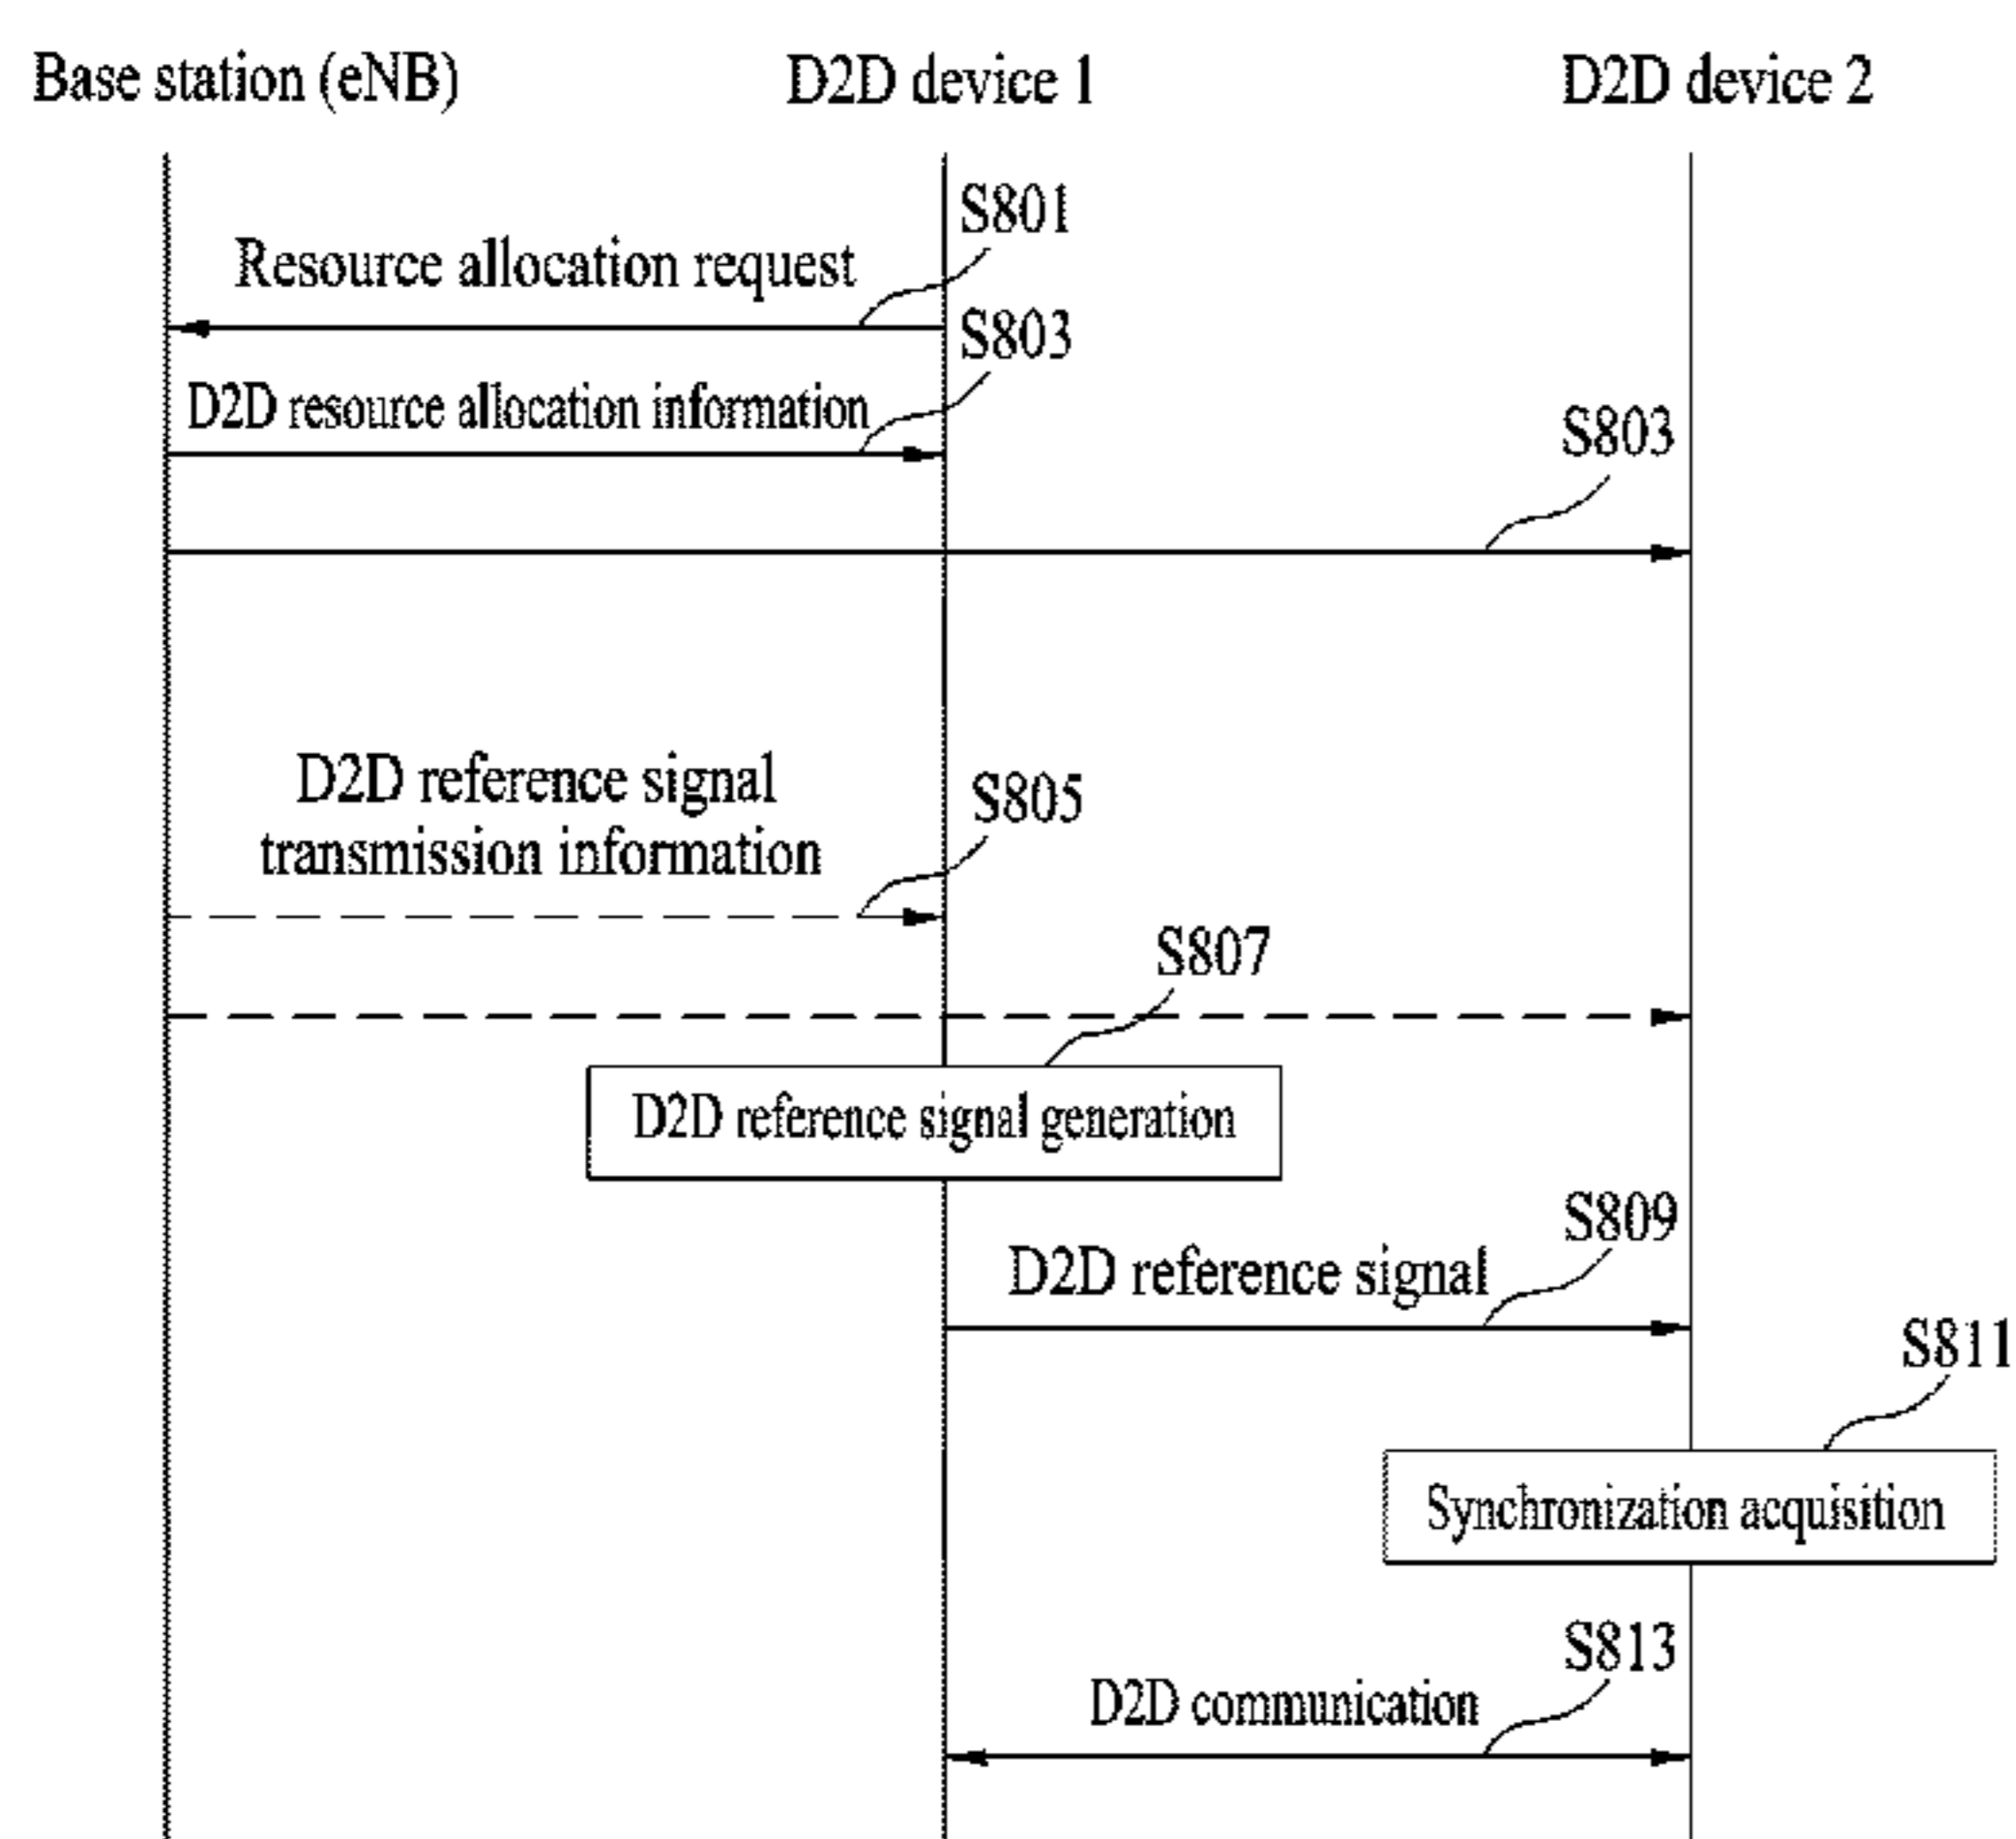 Base station (eNB)
D2D device 1
D2D device 2
S801
Resource allocation request
S803
D2D resource allocation information
S803
D2D reference signal
transmission information
S805
S807
D2D reference signal generation
S809
D2D reference signal
S811
Synchronization acquisition
S813
D2D communication